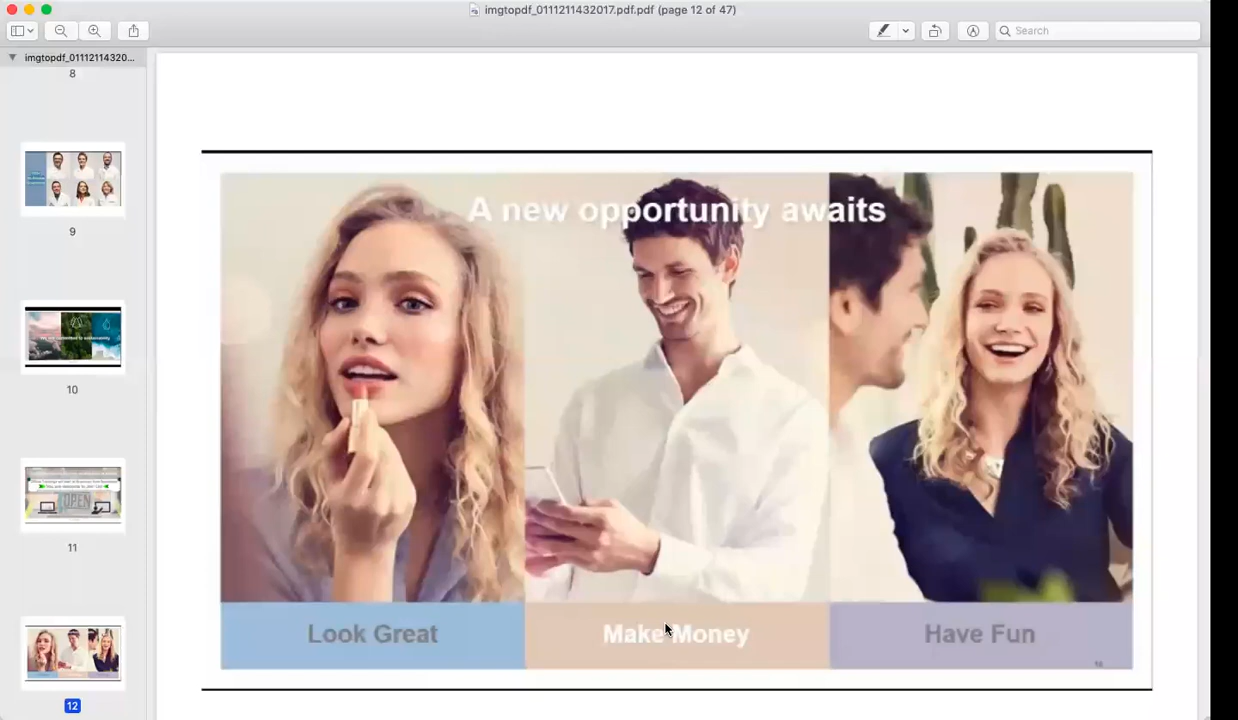 imgtopdf_0111211432017.pdf.pdf (page 12 of 47)
Search
imgtopdf_01112114320...
8
9
10
11
12
A new opportunity awaits
Look Great
Make Money
Have Fun